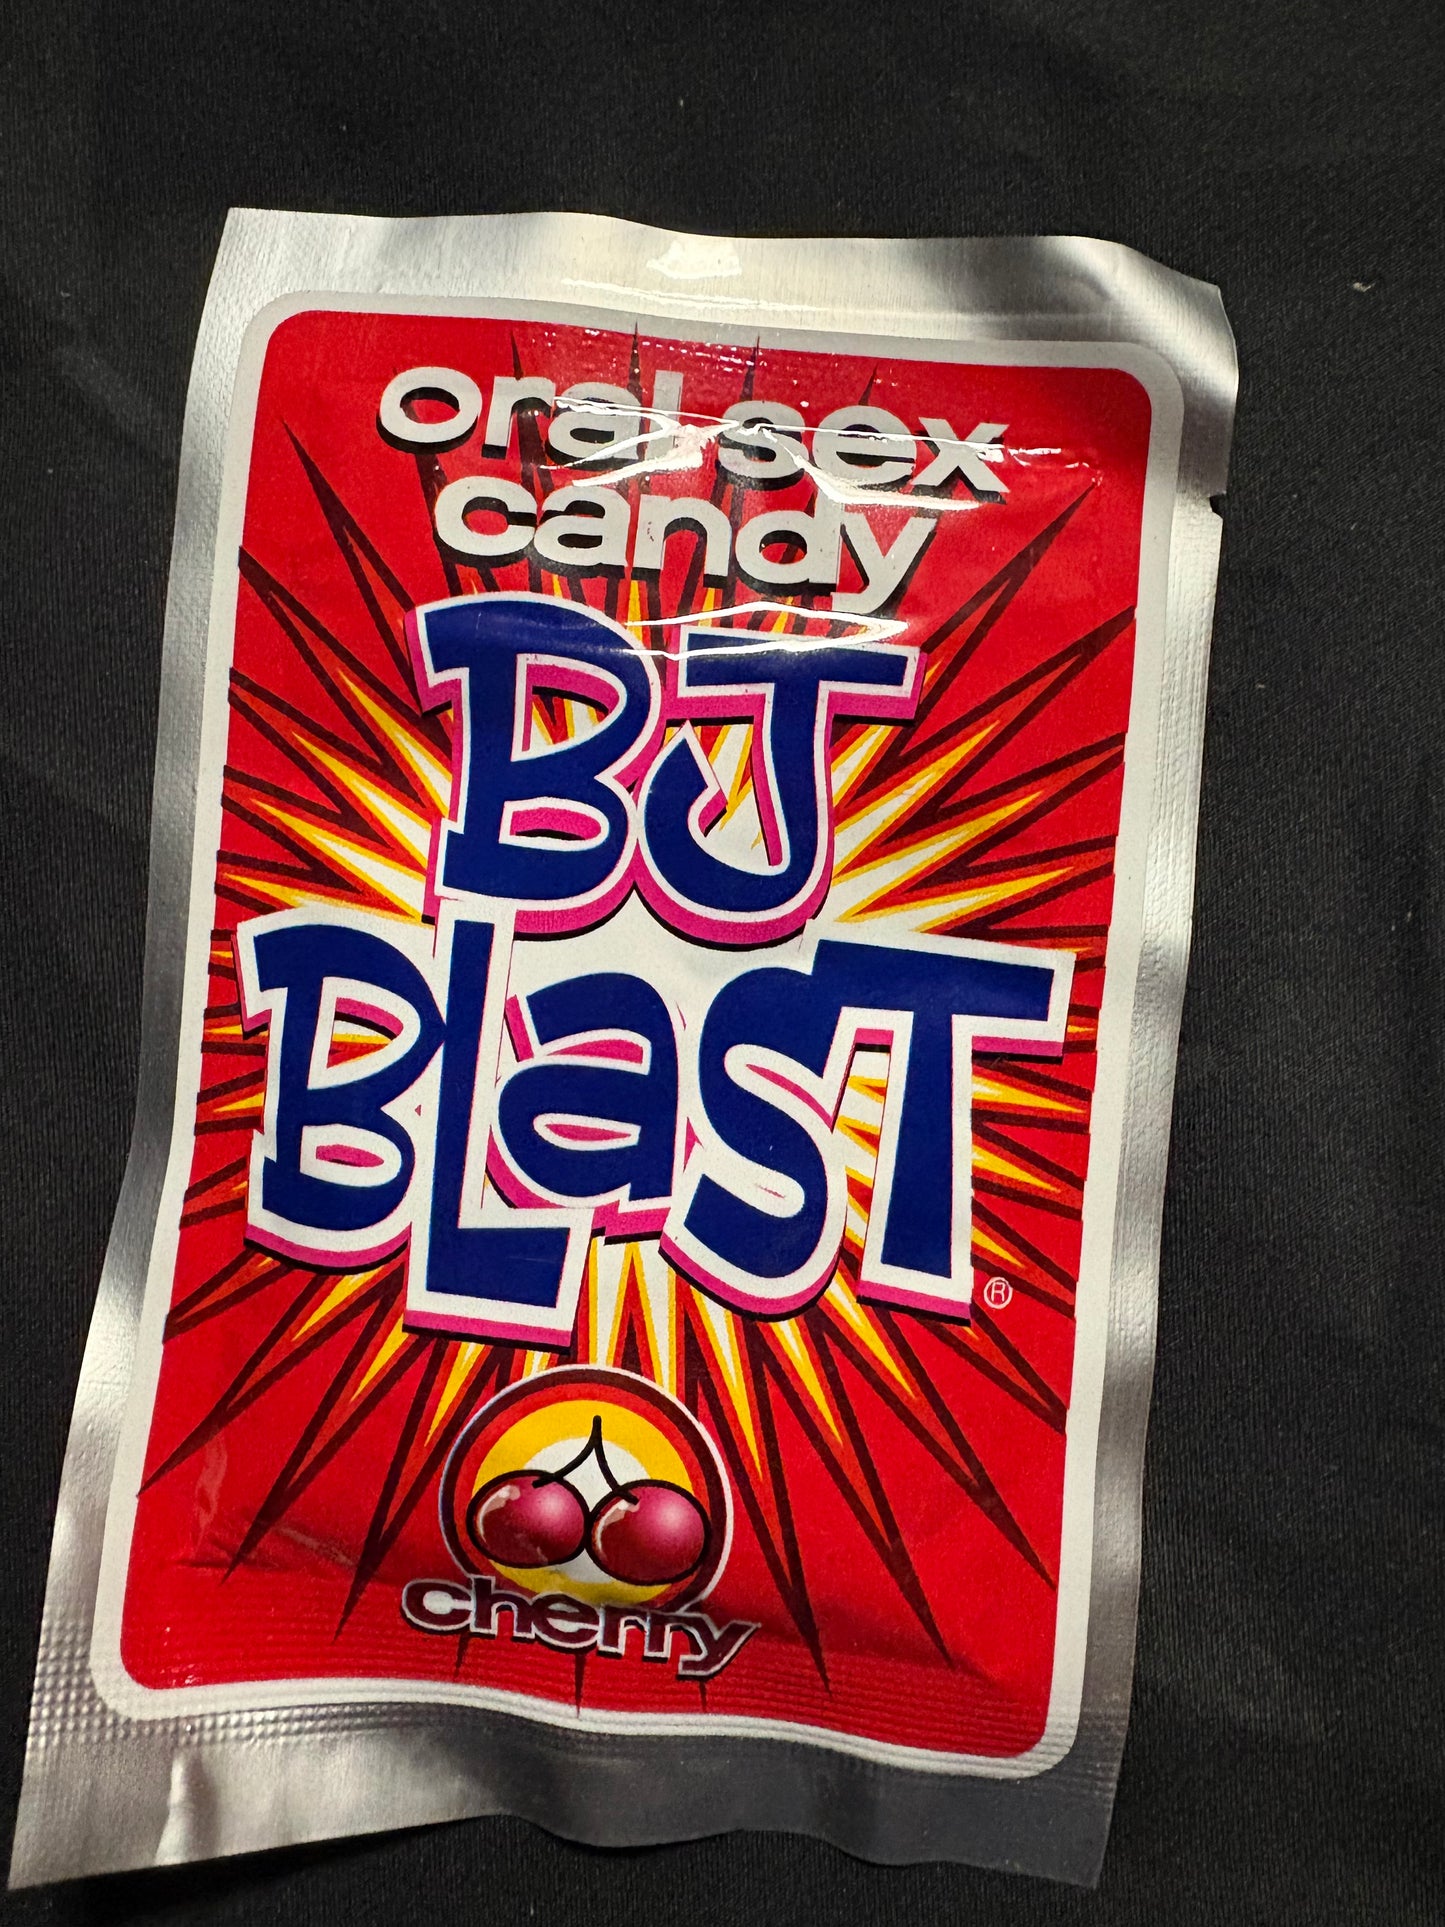 oral sex
candy
BJ
BLaST®
cherry